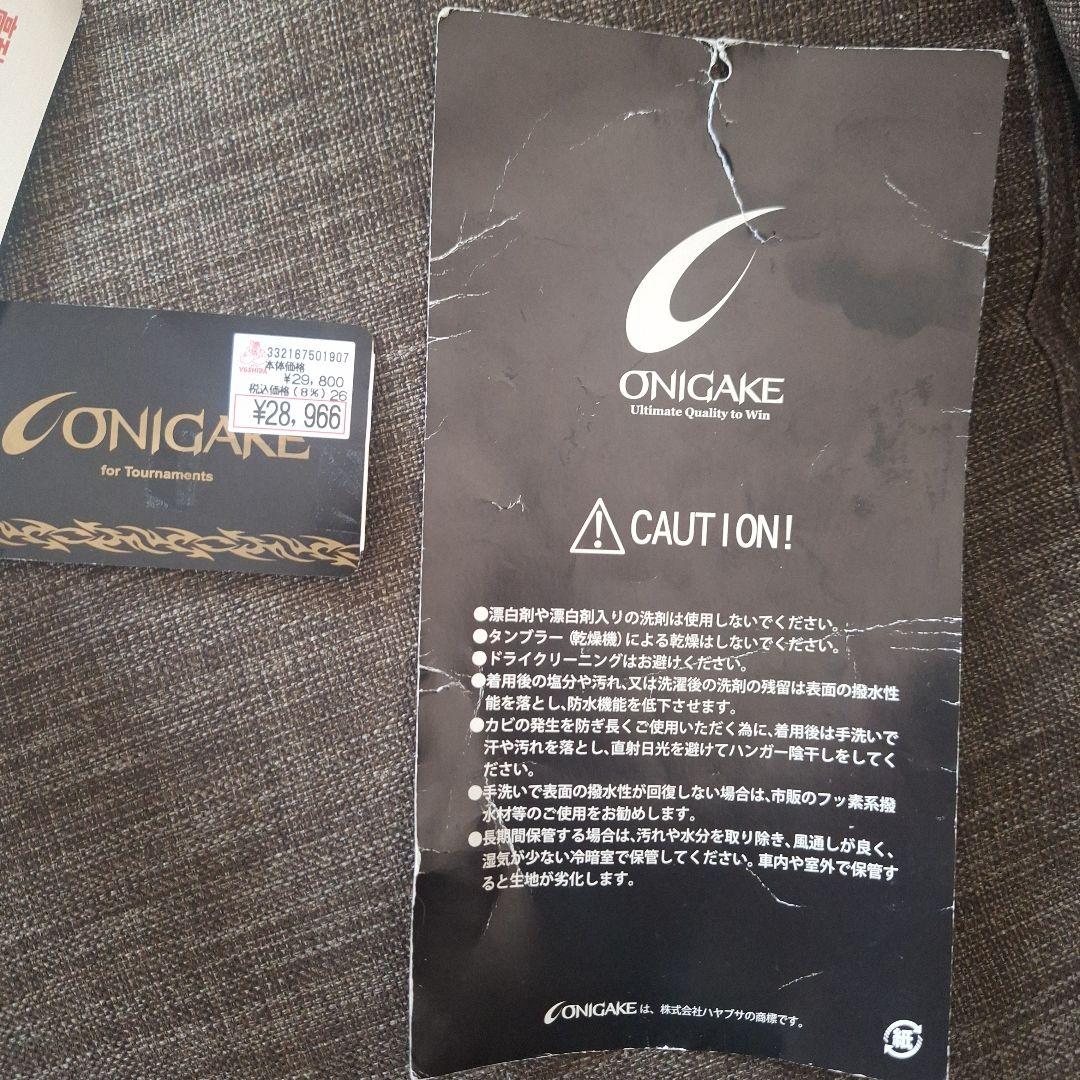 332167501907
YOSHIDA
本体価格
¥29,800
税込価格(8%) 26
¥28,966
ONIGAKE
for Tournaments
ONIGAKE
Ultimate Quality to Win
CAUTION!
●漂白剤や漂白剤入りの洗剤は使用しないでください。
●タンブラー(乾燥機)による乾燥はしないでください。
●ドライクリーニングはお避けください。
●着用後の塩分や汚れ、又は洗濯後の洗剤の残留は表面の撥水性
能を落とし、防水機能を低下させます。
●カビの発生を防ぎ長くご使用いただく為に、着用後は手洗いで
汗や汚れを落とし、直射日光を避けてハンガー陰干しをしてく
ださい。
●手洗いで表面の撥水性が回復しない場合は、市販のフッ素系撥
水材等のご使用をお勧めします。
●長期間保管する場合は、汚れや水分を取り除き、風通しが良く、
湿気が少ない冷暗室で保管してください。車内や室外で保管す
ると生地が劣化します。
ONIGAKEは、株式会社ハヤブサの商標です。
紙